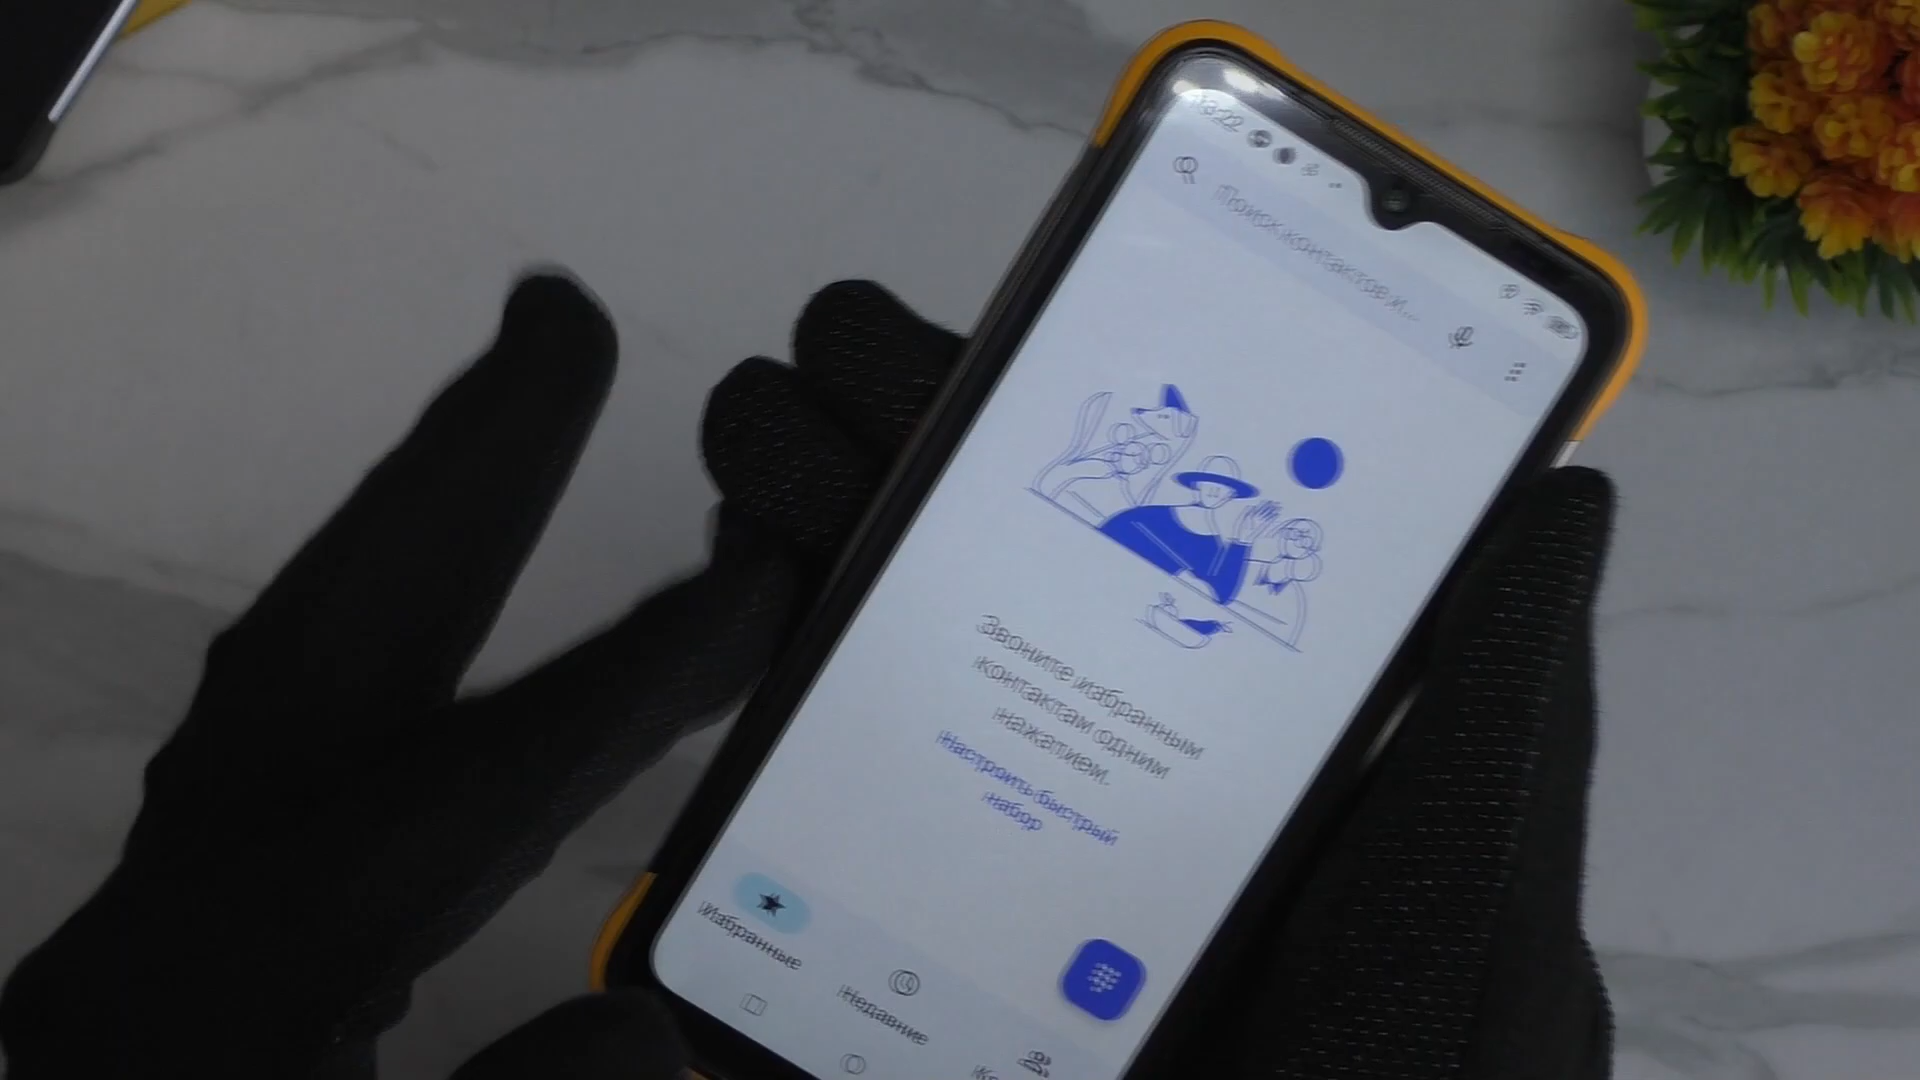 Поиск контактов и...
Звоните избранным
контактам одним
нажатием.
Настроить быстрый
набор
Избранные
Недавние